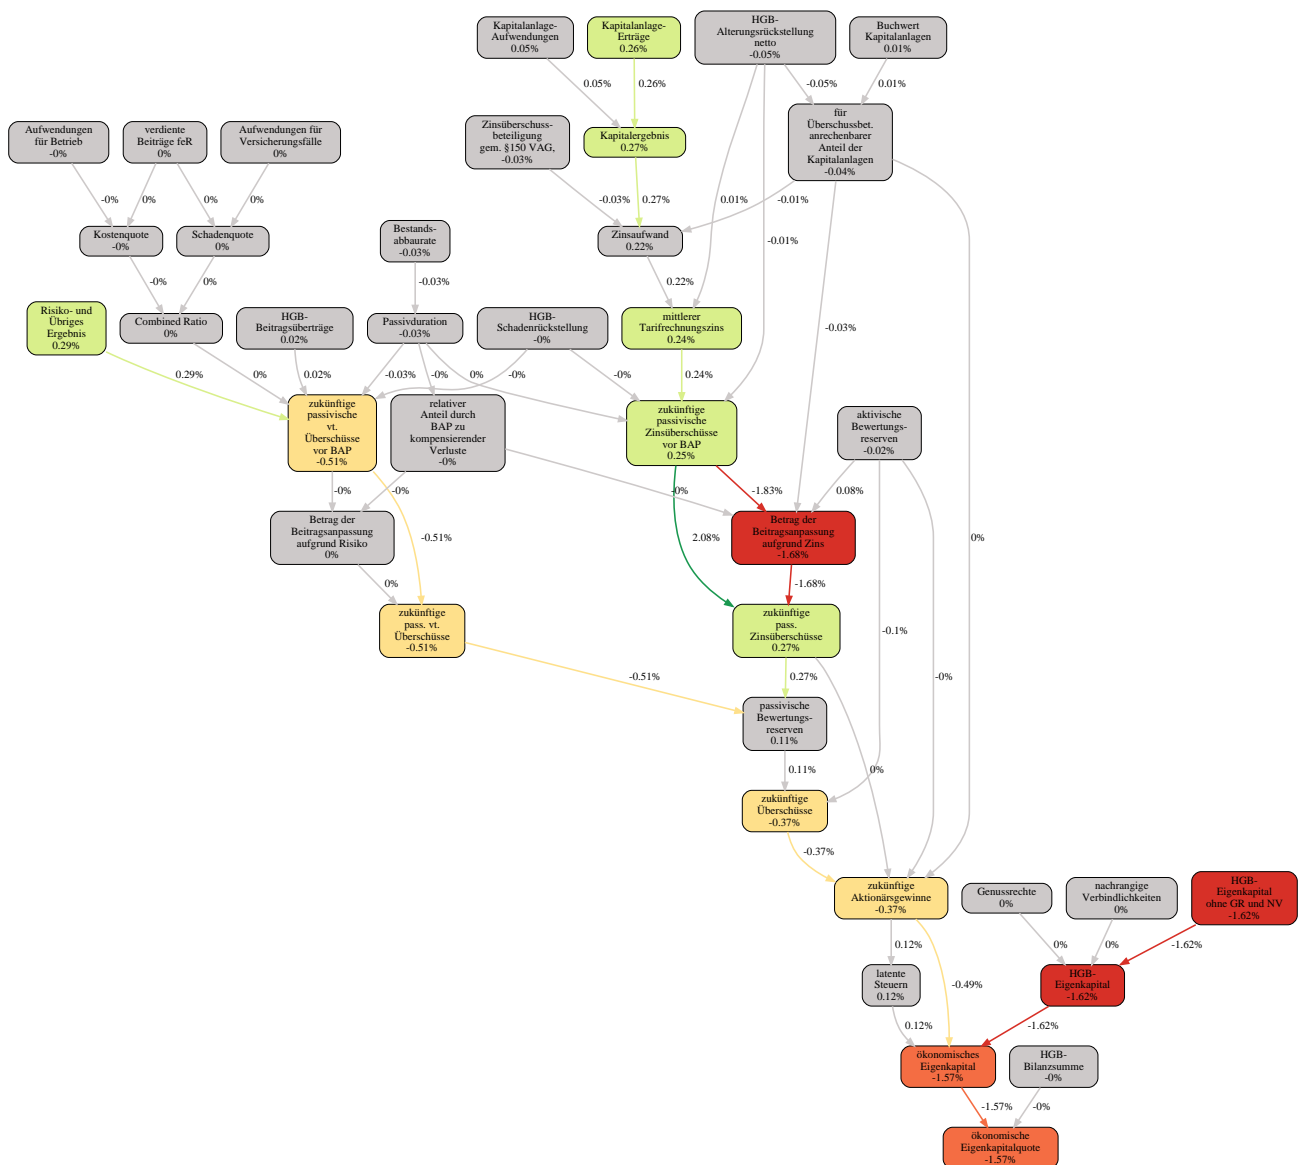 Kapitalanlage-
Aufwendungen
0.05%
Kapitalanlage-
Erträge
0.26%
HGB-
Alterungsrückstellung
netto
-0.05%
Buchwert
Kapitalanlagen
0.01%
0.05%
0.26%
-0.05%
0.01%
Aufwendungen
für Betrieb
-0%
verdiente
Beiträge feR
0%
Aufwendungen für
Versicherungsfälle
0%
Zinsüberschuss-
beteiligung
gem. §150 VAG,
-0.03%
Kapitalergebnis
0.27%
für
Überschussbet.
anrechenbarer
Anteil der
Kapitalanlagen
-0.04%
-0%
0%
0%
0%
-0.03%
0.27%
0.01%
-0.01%
-0.01%
Kostenquote
-0%
Schadenquote
0%
Bestands-
abbaurate
-0.03%
Zinsaufwand
0.22%
-0%
0%
-0.03%
0.22%
-0.03%
Risiko- und
Übriges
Ergebnis
0.29%
Combined Ratio
0%
HGB-
Beitragsüberträge
0.02%
Passivduration
-0.03%
HGB-
Schadenrückstellung
-0%
mittlerer
Tarifrechnungszins
0.24%
0.29%
0%
0.02%
-0.03%
-0%
0%
-0%
-0%
0.24%
zukünftige
passivische
vt.
Überschüsse
vor BAP
-0.51%
relativer
Anteil durch
BAP zu
kompensierender
Verluste
-0%
zukünftige
passivische
Zinsüberschüsse
vor BAP
0.25%
aktivische
Bewertungs-
reserven
-0.02%
-0%
-0%
-0%
-1.83%
0.08%
Betrag der
Beitragsanpassung
aufgrund Risiko
0%
-0.51%
2.08%
Betrag der
Beitragsanpassung
aufgrund Zins
-1.68%
0%
0%
-1.68%
zukünftige
pass. vt.
Überschüsse
-0.51%
zukünftige
pass.
Zinsüberschüsse
0.27%
-0.1%
-0.51%
0.27%
-0%
passivische
Bewertungs-
reserven
0.11%
0.11%
0%
zukünftige
Überschüsse
-0.37%
-0.37%
zukünftige
Aktionärsgewinne
-0.37%
Genussrechte
0%
nachrangige
Verbindlichkeiten
0%
HGB-
Eigenkapital
ohne GR und NV
-1.62%
0.12%
0%
0%
-1.62%
latente
Steuern
0.12%
-0.49%
HGB-
Eigenkapital
-1.62%
0.12%
-1.62%
ökonomisches
Eigenkapital
-1.57%
HGB-
Bilanzsumme
-0%
-1.57%
-0%
ökonomische
Eigenkapitalquote
-1.57%